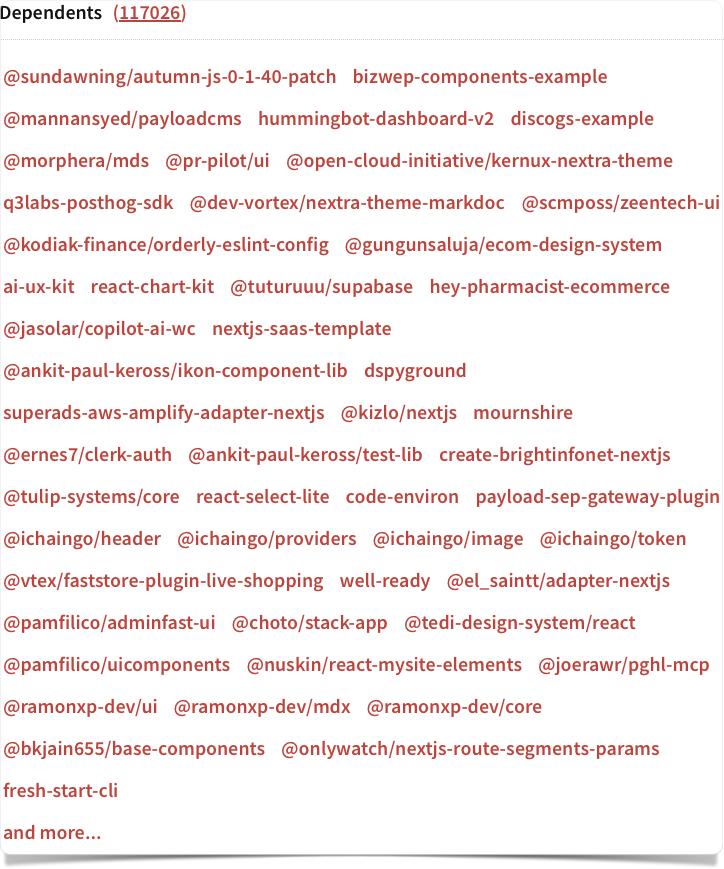 Dependents (117026)
@sundawning/autumn-js-0-1-40-patch bizwep-components-example
@mannansyed/payloadcms hummingbot-dashboard-v2 discogs-example
@morphera/mds @pr-pilot/ui @open-cloud-initiative/kernux-nextra-theme
q3labs-posthog-sdk @dev-vortex/nextra-theme-markdoc @scmposs/zeentech-ui
@kodiak-finance/orderly-eslint-config @gungunsaluja/ecom-design-system
ai-ux-kit react-chart-kit @tuturuuu/supabase hey-pharmacist-ecommerce
@jasolar/copilot-ai-wc nextjs-saas-template
@ankit-paul-keross/ikon-component-lib dspyground
superads-aws-amplify-adapter-nextjs @kizlo/nextjs mournshire
@ernes7/clerk-auth @ankit-paul-keross/test-lib create-brightinfonet-nextjs
@tulip-systems/core react-select-lite code-environ payload-sep-gateway-plugin
@ichaingo/header @ichaingo/providers @ichaingo/image @ichaingo/token
@vtex/faststore-plugin-live-shopping well-ready @el_saintt/adapter-nextjs
@pamfilico/adminfast-ui @choto/stack-app @tedi-design-system/react
@pamfilico/uicomponents @nuskin/react-mysite-elements @joerawr/pghl-mcp
@ramonxp-dev/ui @ramonxp-dev/mdx @ramonxp-dev/core
@bkjain655/base-components @onlywatch/nextjs-route-segments-params
fresh-start-cli
and more...